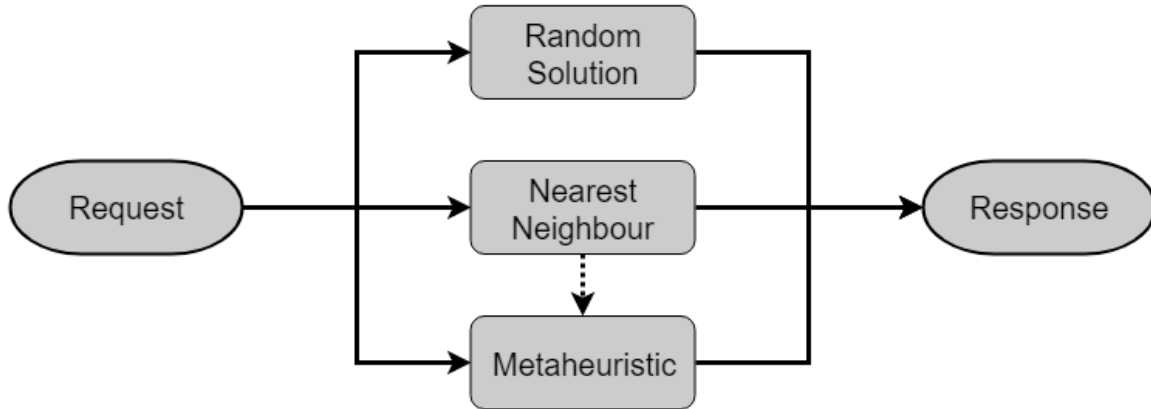 Random
Solution
Request
Nearest
Neighbour
Response
Metaheuristic